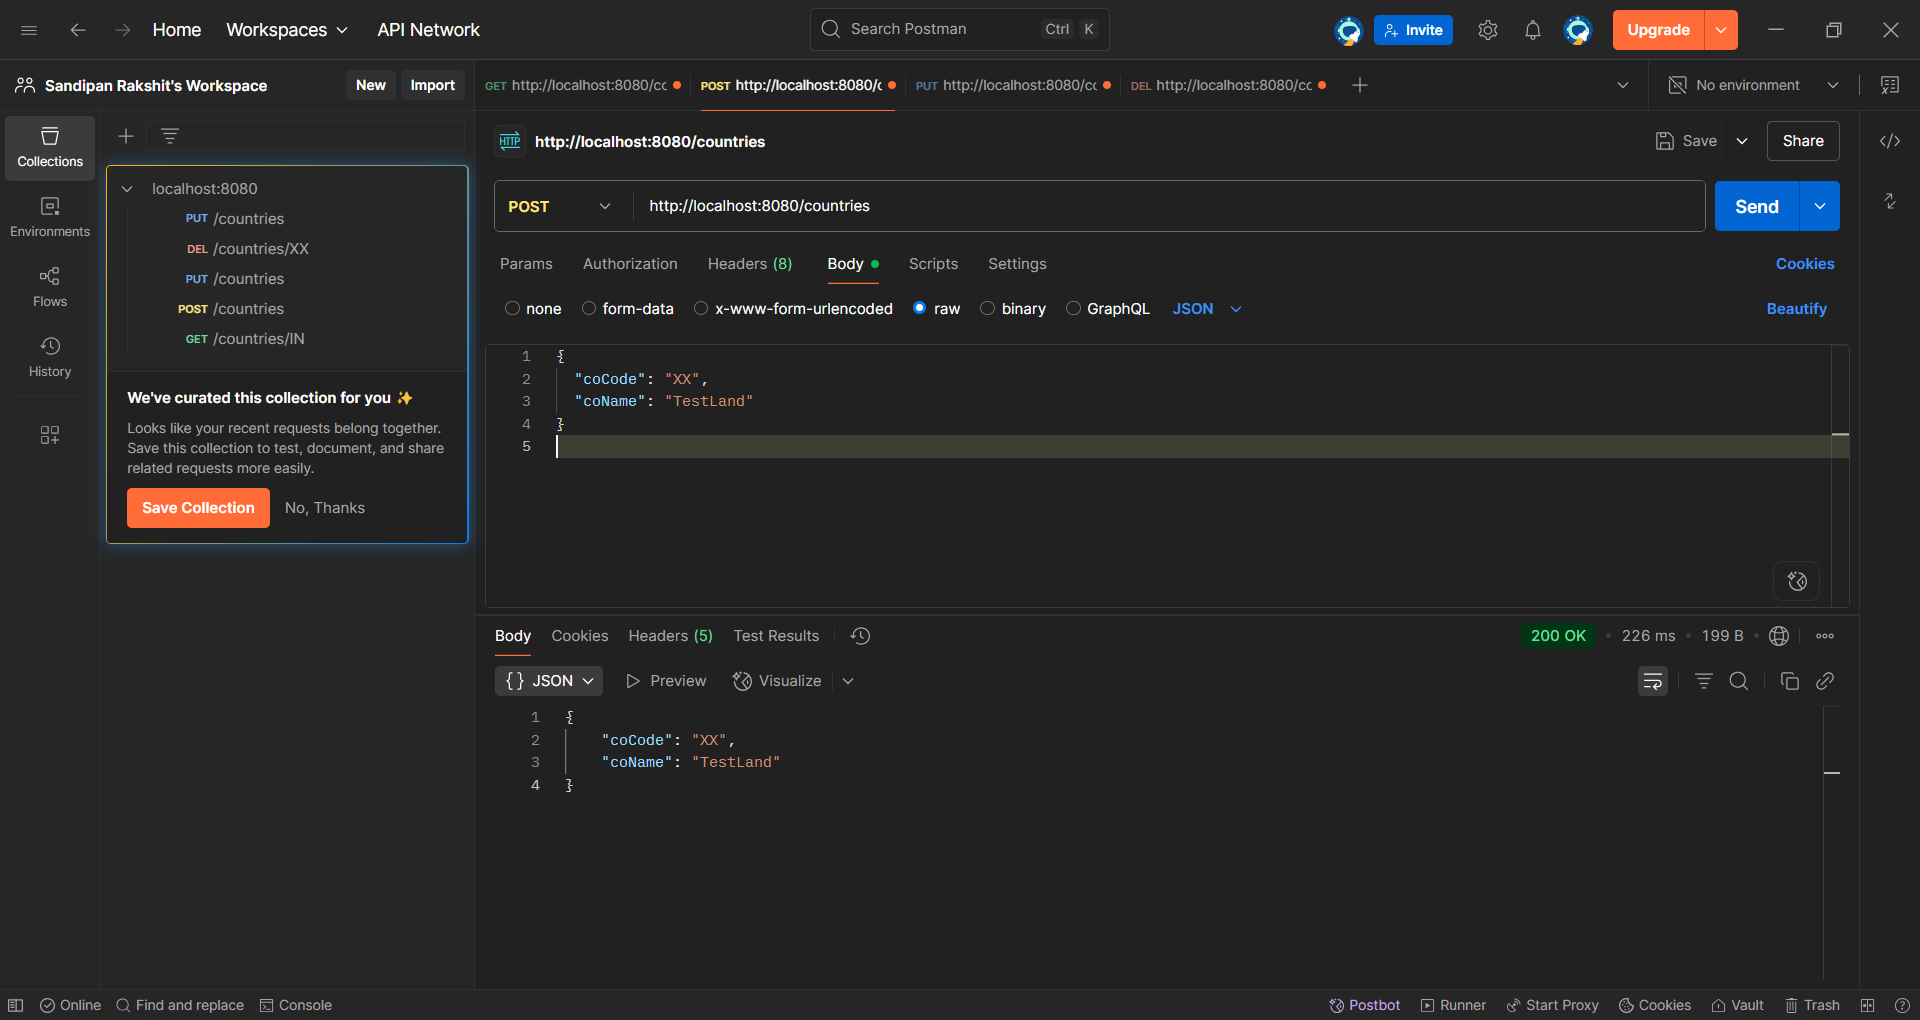 Home Workspaces API Network Search Postman Ctrl K Invite Upgrade
Sandipan Rakshit's Workspace New Import
GET http://localhost:8080/cc POST http://localhost:8080/c PUT http://localhost:8080/cc DEL http://localhost:8080/cc No environment
Collections
Environments
Flows
History
localhost:8080
PUT /countries
DEL /countries/XX
PUT /countries
POST /countries
GET /countries/IN
We've curated this collection for you ✨
Looks like your recent requests belong together.
Save this collection to test, document, and share
related requests more easily.
Save Collection No, Thanks
HTTP http://localhost:8080/countries Save Share
POST http://localhost:8080/countries Send
Params Authorization Headers (8) Body Scripts Settings Cookies
none form-data x-www-form-urlencoded raw binary GraphQL JSON Beautify
1 {
2 "coCode": "XX",
3 "coName": "TestLand"
4 }
5
Body Cookies Headers (5) Test Results 200 OK • 226 ms • 199 B
{} JSON Preview Visualize
1 {
2 "coCode": "XX",
3 "coName": "TestLand"
4 }
Online Find and replace Console Postbot Runner Start Proxy Cookies Vault Trash